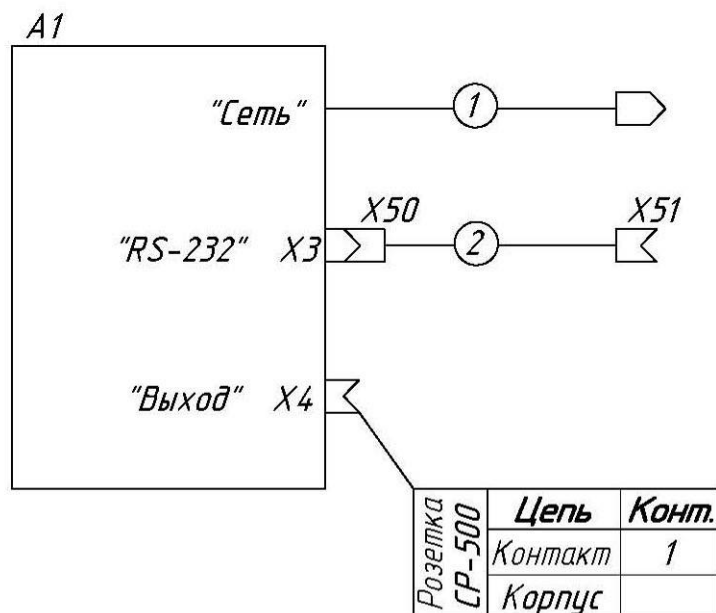 A1
"Сеть" 1
X50 X51
"RS-232" X3 2
"Выход" X4
Розетка
СР-500
Цепь Конт.
Контакт 1
Корпус